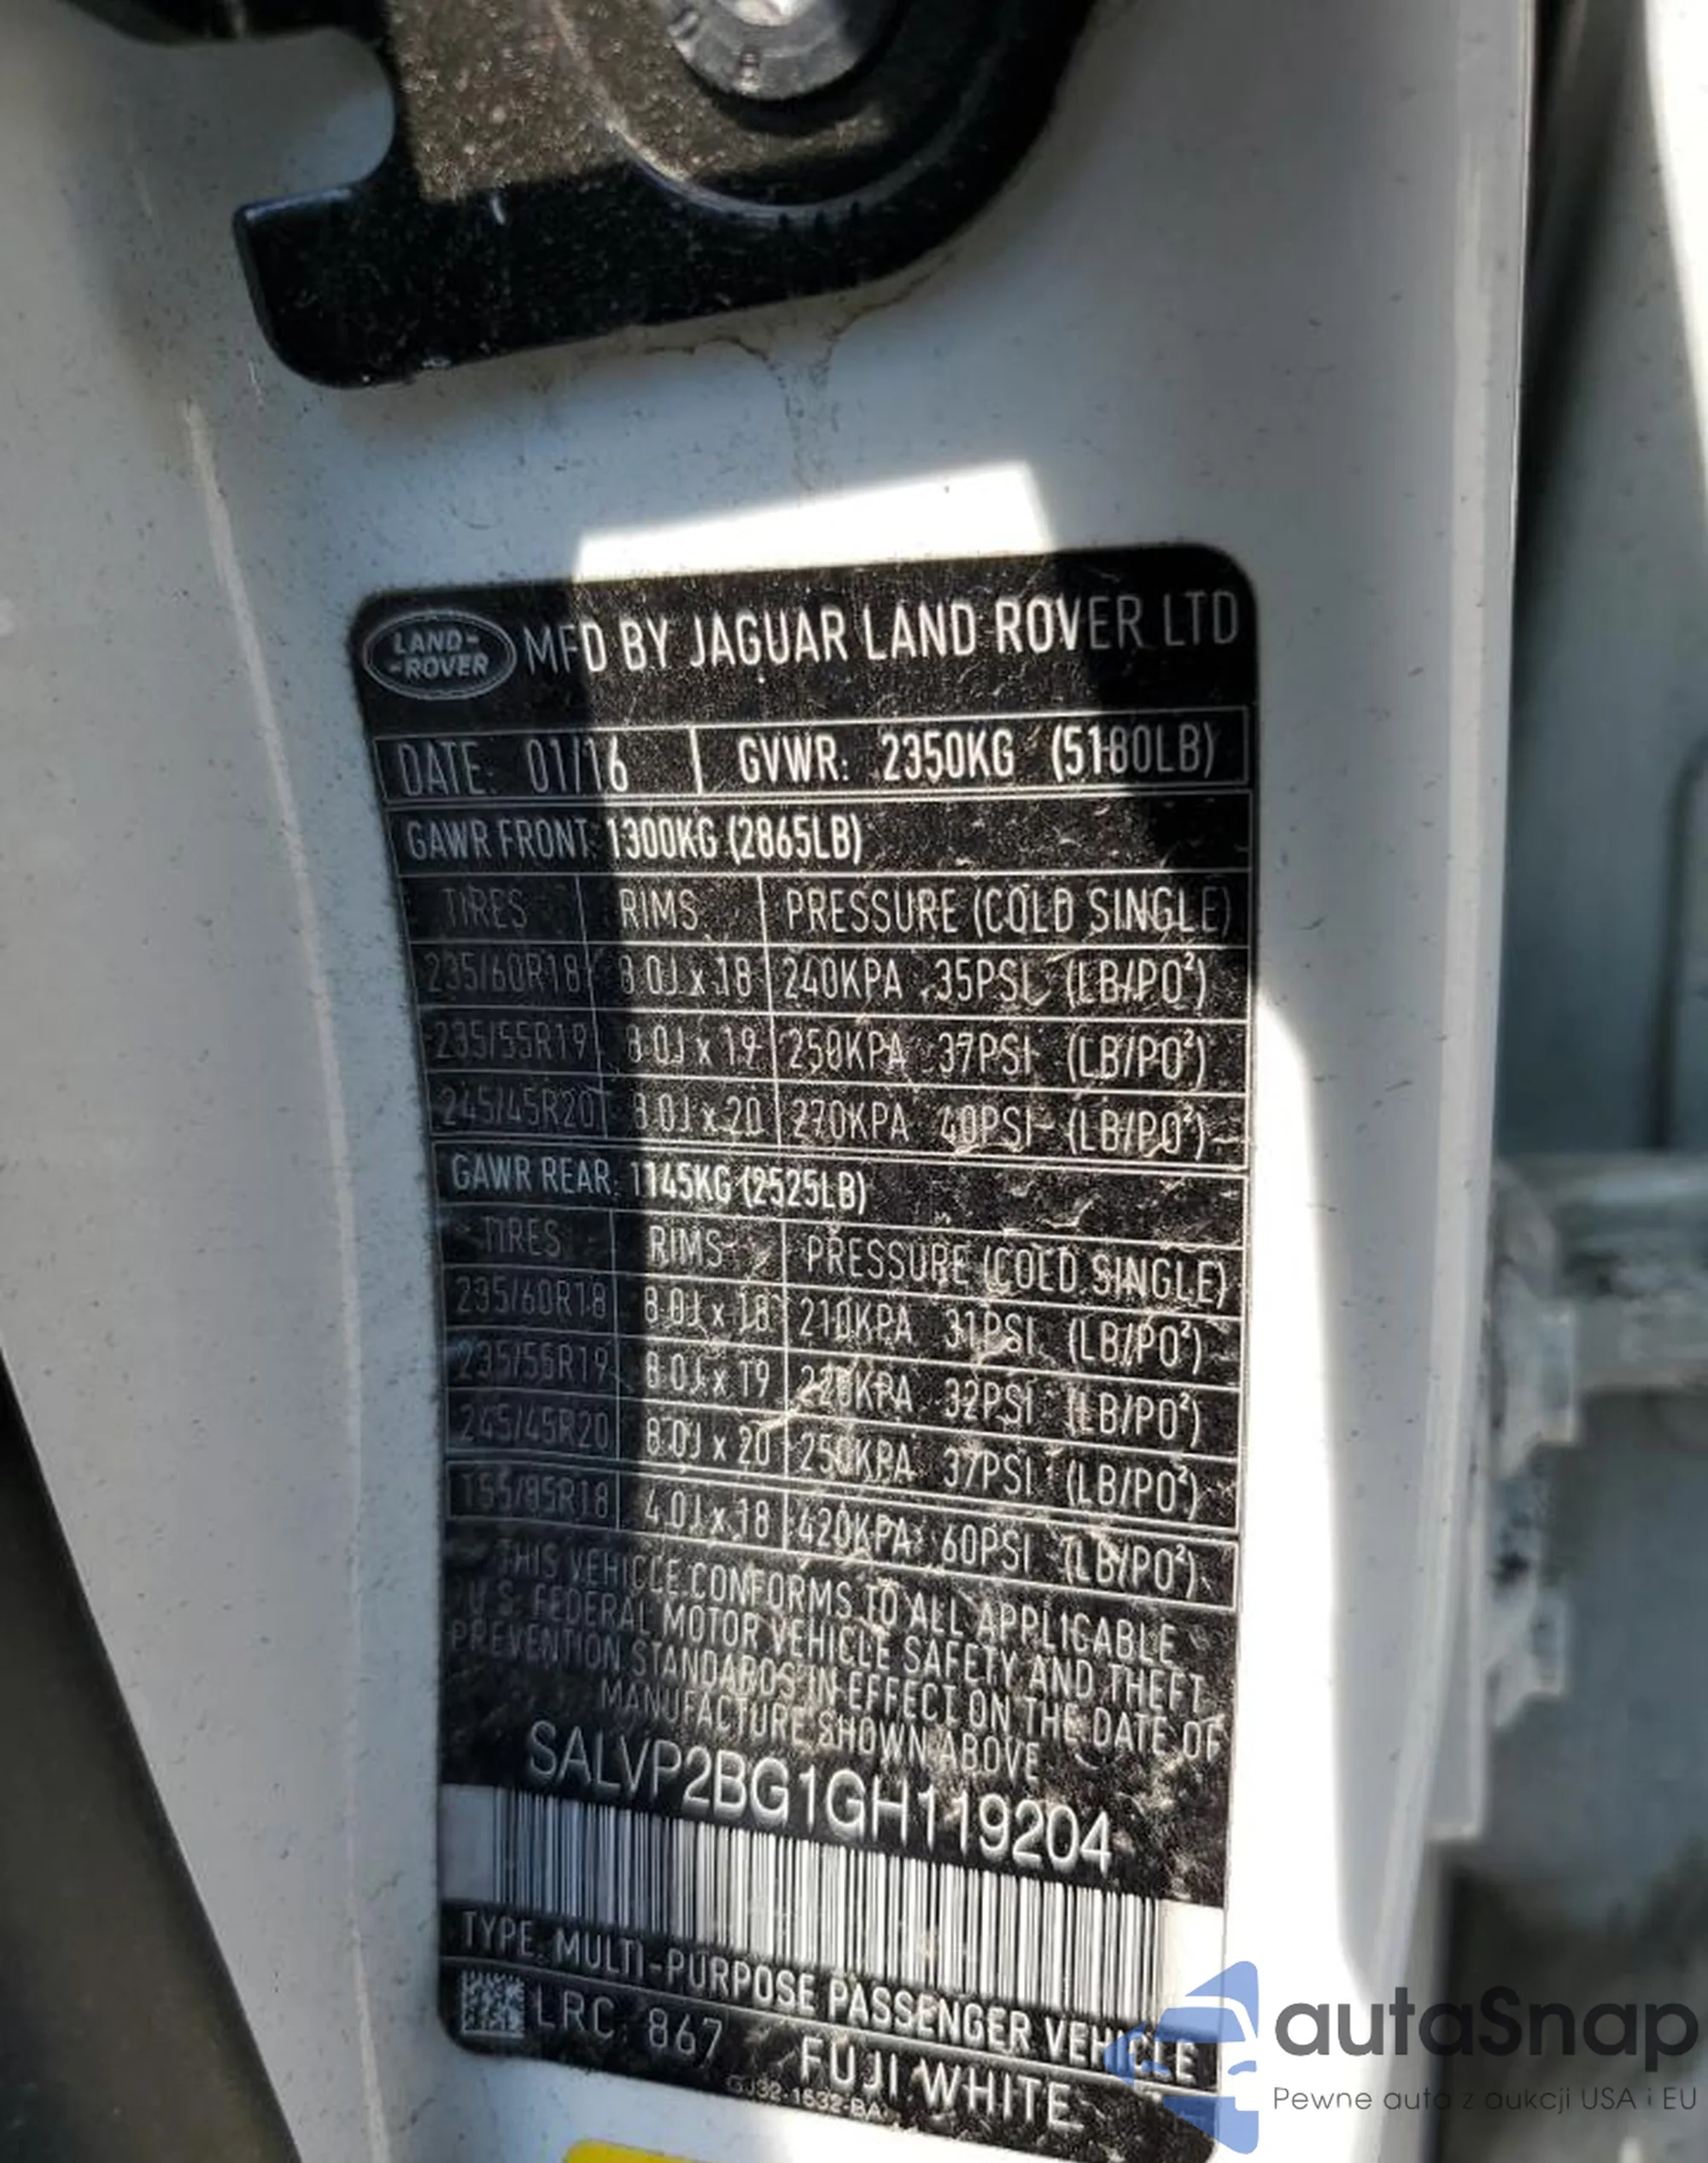 LAND-
-ROVER
MFD BY JAGUAR LAND ROVER LTD
DATE: 01/16 GVWR: 2350KG (5180LB)
GAWR FRONT: 1300KG (2865LB)
TIRES RIMS PRESSURE (COLD SINGLE)
235/60R18 8.0J x 18 240KPA 35PSI (LB/PO²)
235/55R19 8.0J x 19 250KPA 37PSI (LB/PO²)
245/45R20 8.0J x 20 270KPA 40PSI (LB/PO²)
GAWR REAR: 1145KG (2525LB)
TIRES RIMS PRESSURE (COLD SINGLE)
235/60R18 8.0J x 18 210KPA 31PSI (LB/PO²)
235/55R19 8.0J x 19 32PSI (LB/PO²)
245/45R20 8.0J x 20 250KPA 37PSI (LB/PO²)
T55/85R18 4.0J x 18 420KPA 60PSI (LB/PO²)
THIS VEHICLE CONFORMS TO ALL APPLICABLE
U.S. FEDERAL MOTOR VEHICLE SAFETY AND THEFT
PREVENTION STANDARDS IN EFFECT ON THE DATE OF
MANUFACTURE SHOWN ABOVE
SALVP2BG1GH119204
TYPE: MULTI-PURPOSE PASSENGER VEHICLE
LRC: 867 FUJI WHITE
GJ32-1532-BA
autaSnap
Pewne auta z aukcji USA i EU